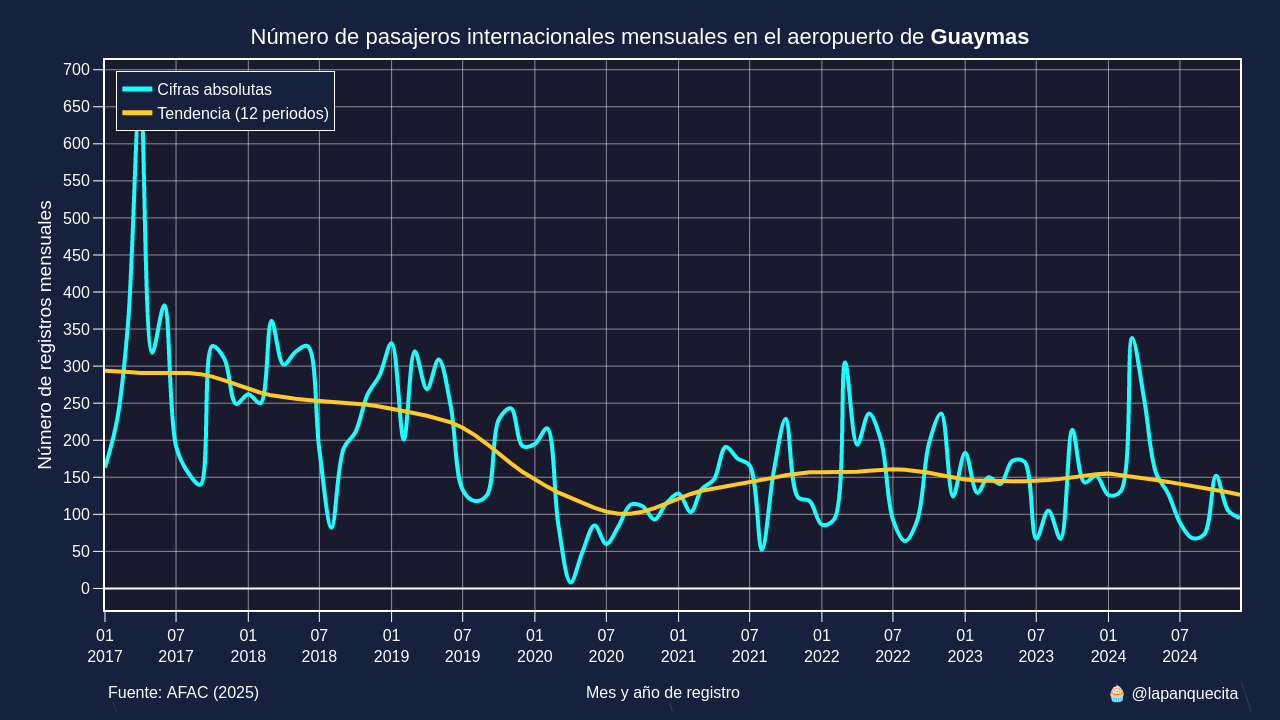 Número de pasajeros internacionales mensuales en el aeropuerto de Guaymas
Cifras absolutas
Tendencia (12 periodos)
Número de registros mensuales
700
650
600
550
500
450
400
350
300
250
200
150
100
50
0
01 07 01 07 01 07 01 07 01 07 01 07 01 07 01 07
2017 2017 2018 2018 2019 2019 2020 2020 2021 2021 2022 2022 2023 2023 2024 2024
Fuente: AFAC (2025) Mes y año de registro 🧁 @lapanquecita